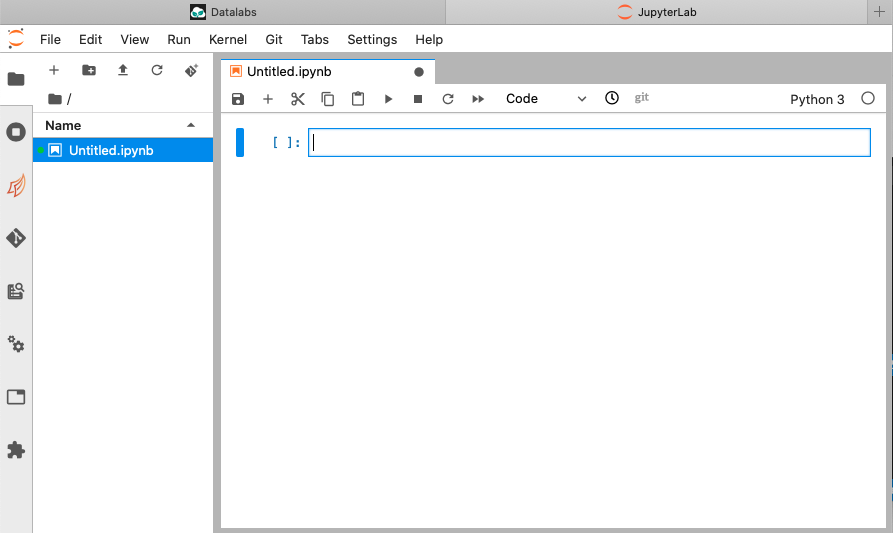 Datalabs
JupyterLab
File Edit View Run Kernel Git Tabs Settings Help
/
Name
Untitled.ipynb
Untitled.ipynb
Code
git
Python 3
[ ]: